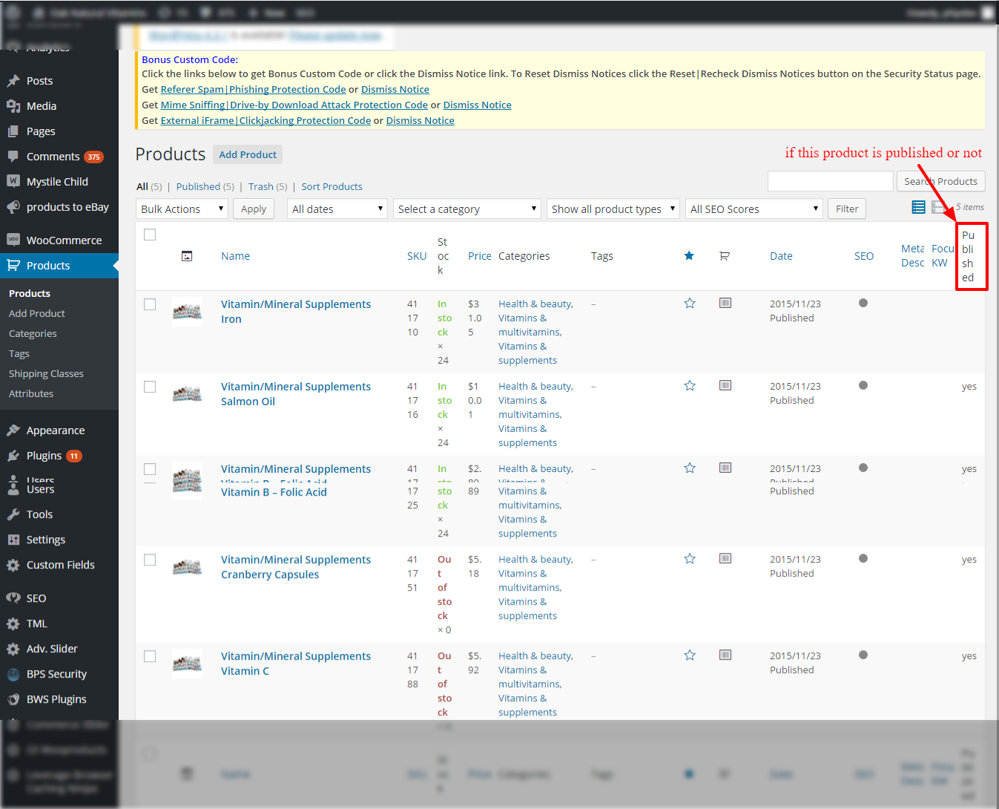 Analytics
Posts
Media
Pages
Comments 375
Mystile Child
products to eBay
WooCommerce
Products
Products
Add Product
Categories
Tags
Shipping Classes
Attributes
Appearance
Plugins 11
Users
Users
Tools
Settings
Custom Fields
SEO
TML
Adv. Slider
BPS Security
BWS Plugins
Bonus Custom Code:
Click the links below to get Bonus Custom Code or click the Dismiss Notice link. To Reset Dismiss Notices click the Reset|Recheck Dismiss Notices button on the Security Status page.
Get Referer Spam|Phishing Protection Code or Dismiss Notice
Get Mime Sniffing|Drive-by Download Attack Protection Code or Dismiss Notice
Get External iFrame|Clickjacking Protection Code or Dismiss Notice
Products Add Product
if this product is published or not
All (5) | Published (5) | Trash (5) | Sort Products
Search Products
Bulk Actions Apply All dates Select a category Show all product types All SEO Scores Filter 5 items
Name SKU Stock Price Categories Tags Date SEO Meta Desc Focu KW Published
Vitamin/Mineral Supplements Iron 411710 In stock × 24 $31.05 Health & beauty, Vitamins & multivitamins, Vitamins & supplements – 2015/11/23 Published
Vitamin/Mineral Supplements Salmon Oil 411716 In stock × 24 $10.01 Health & beauty, Vitamins & multivitamins, Vitamins & supplements – 2015/11/23 Published yes
Vitamin/Mineral Supplements Vitamin B – Folic Acid 411725 In stock × 24 $2.89 Health & beauty, Vitamins & multivitamins, Vitamins & supplements – 2015/11/23 Published yes
Vitamin/Mineral Supplements Cranberry Capsules 411751 Out of stock × 0 $5.18 Health & beauty, Vitamins & multivitamins, Vitamins & supplements – 2015/11/23 Published yes
Vitamin/Mineral Supplements Vitamin C 411788 Out of stock × 0 $5.92 Health & beauty, Vitamins & multivitamins, Vitamins & supplements – 2015/11/23 Published yes
Name SKU Price Categories Tags Date SEO